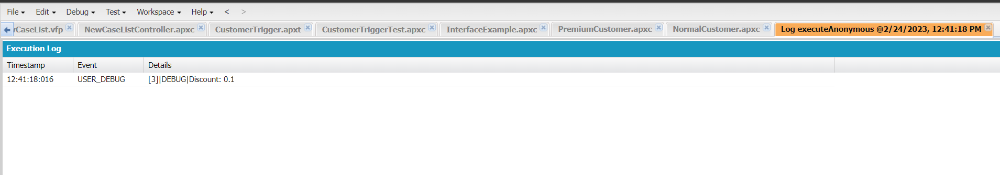 File Edit Debug Test Workspace Help < >
wCaseList.vfp NewCaseListController.apxc CustomerTrigger.apxt CustomerTriggerTest.apxc InterfaceExample.apxc PremiumCustomer.apxc NormalCustomer.apxc Log executeAnonymous @2/24/2023, 12:41:18 PM
Execution Log
Timestamp Event Details
12:41:18:016 USER_DEBUG [3]|DEBUG|Discount: 0.1